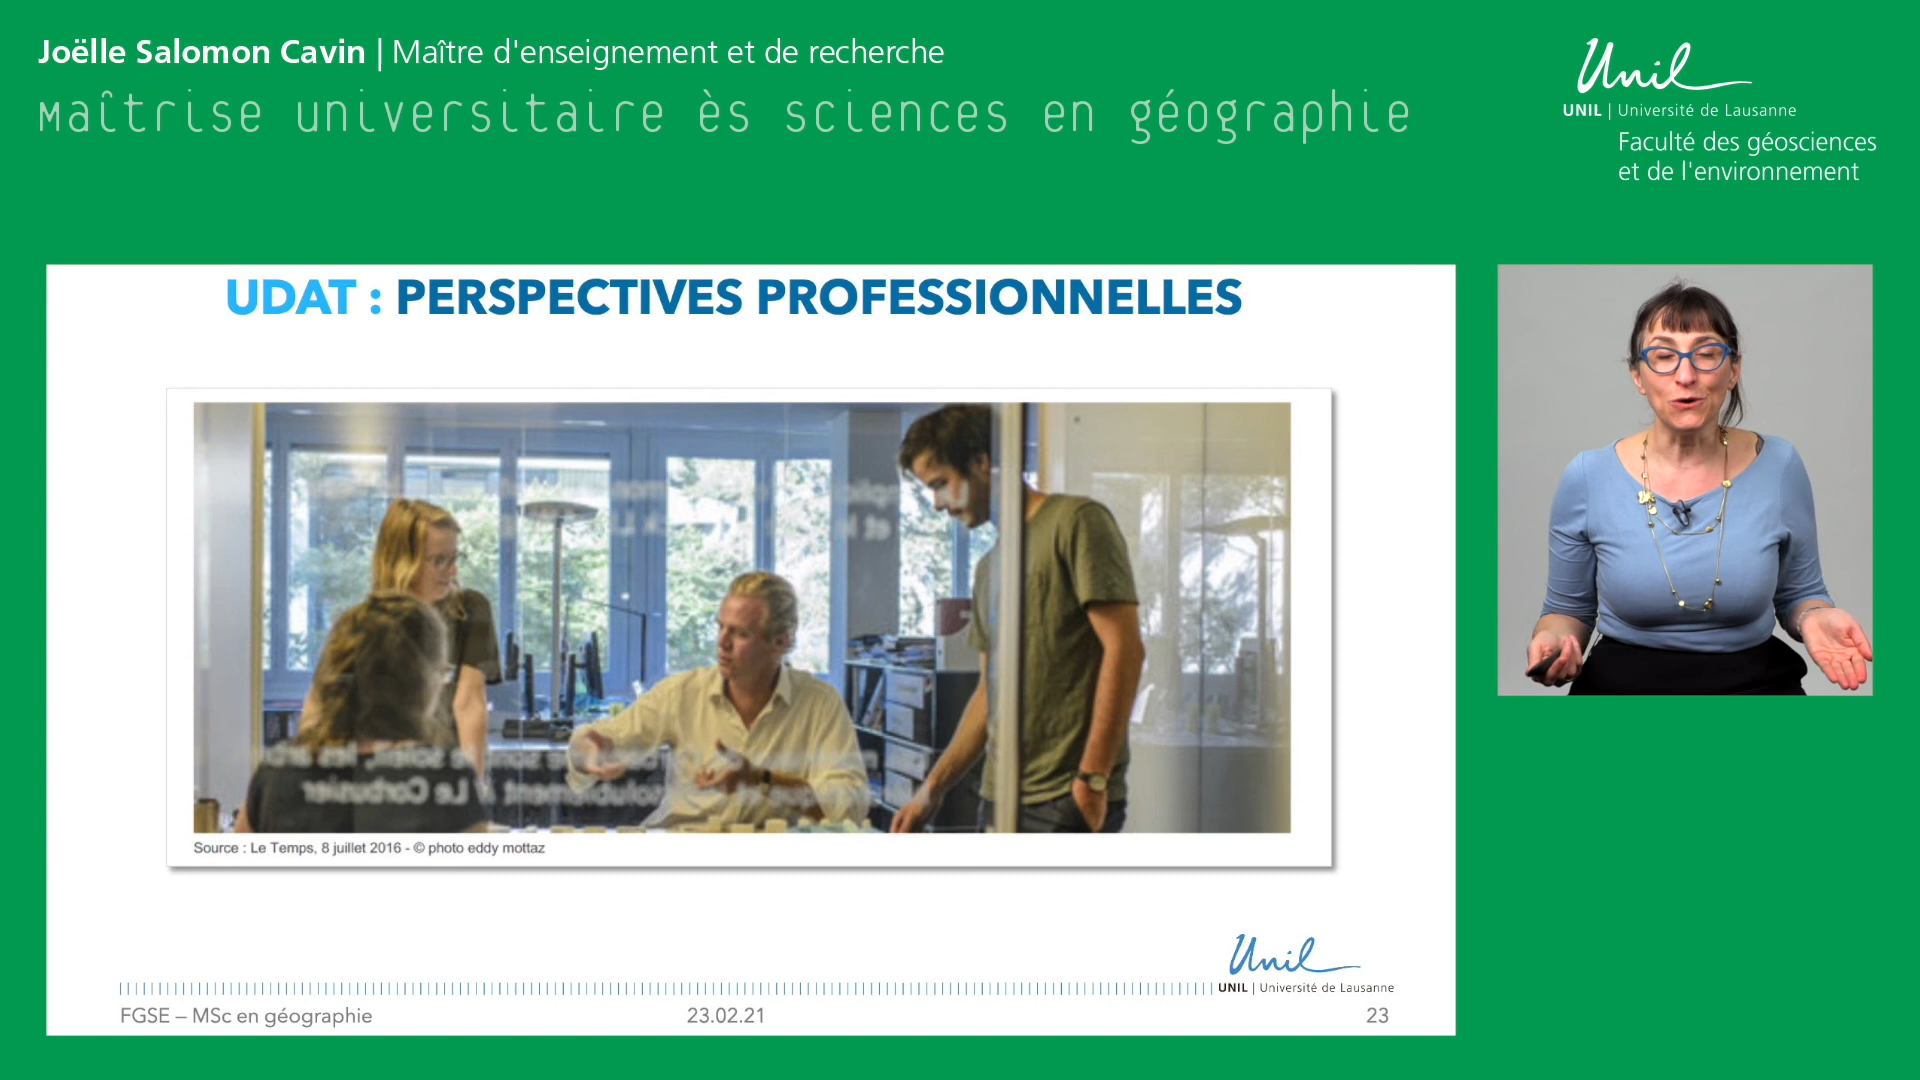 Joëlle Salomon Cavin | Maître d'enseignement et de recherche
Maîtrise universitaire ès sciences en géographie
Unil
UNIL | Université de Lausanne
Faculté des géosciences
et de l'environnement
UDAT : PERSPECTIVES PROFESSIONNELLES
Le Corbusier
Source : Le Temps, 8 juillet 2016 - © photo eddy mottaz
Unil
UNIL | Université de Lausanne
FGSE – MSc en géographie
23.02.21
23